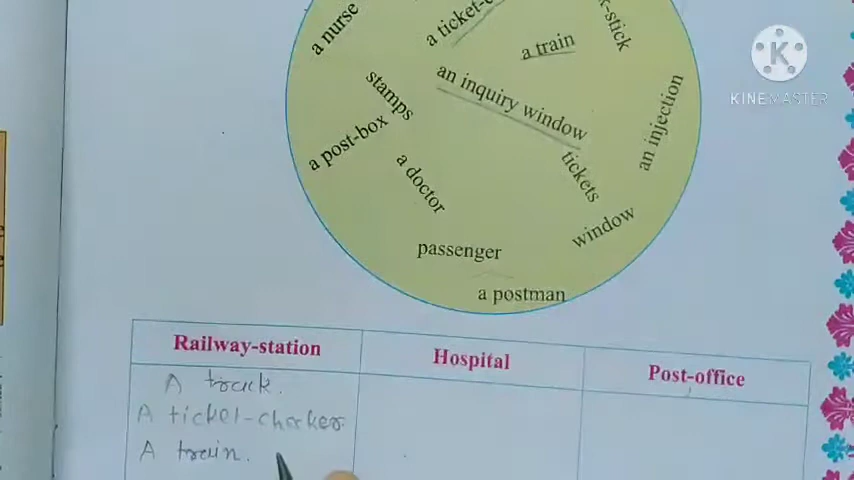 a nurse
a ticket-c
-stick
a train
stamps
an inquiry window
an injection
a post-box
a doctor
tickets
window
passenger
a postman
KINEMASTER
Railway-station Hospital Post-office
A track.
A ticket-checker
A train.